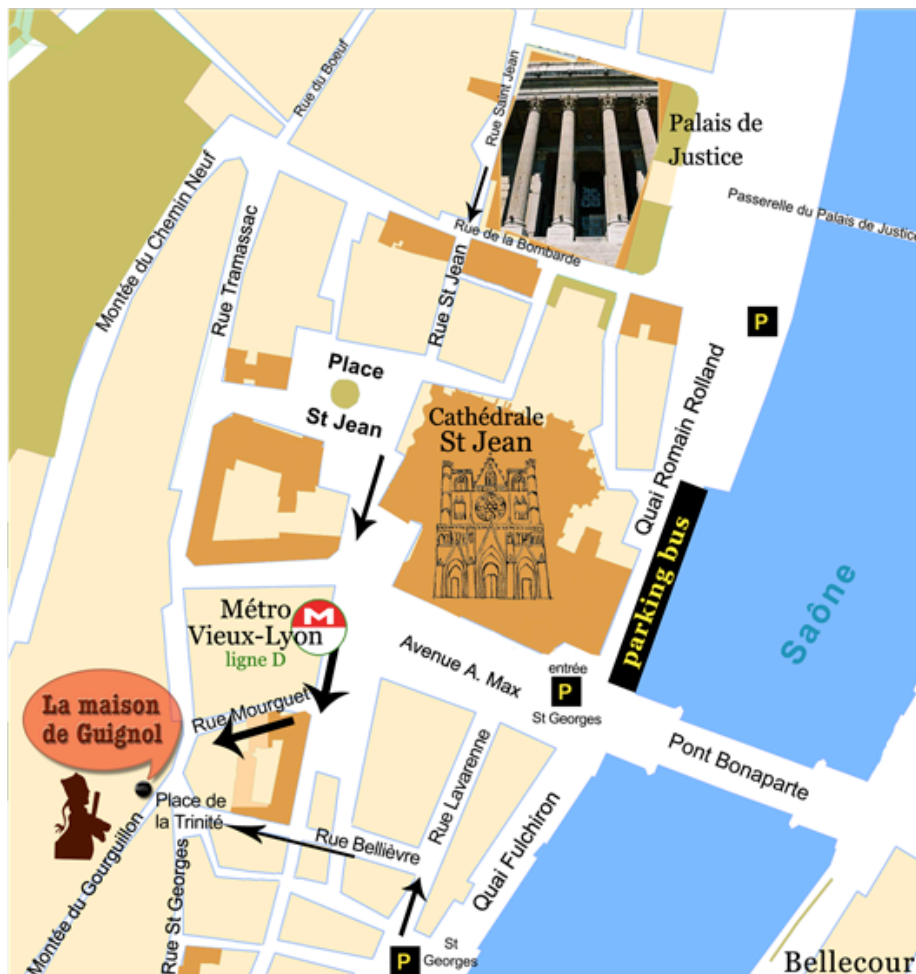 Rue du Boeuf
Rue Saint Jean
Palais de
Justice
Passerelle du Palais de Justice
Montée du Chemin Neuf
Rue Tramassac
Rue de la Bombarde
Rue St Jean
P
Place
St Jean
Cathédrale
St Jean
Quai Romain Rolland
parking bus
Saône
Métro
Vieux-Lyon
ligne D
M
Avenue A. Max
entrée
P
St Georges
La maison
de Guignol
Rue Mourguet
Pont Bonaparte
Place de
la Trinité
Rue Bellièvre
Rue Lavarenne
Quai Fulchiron
Montée du Gourguillon
Rue St Georges
P
St
Georges
Bellecour